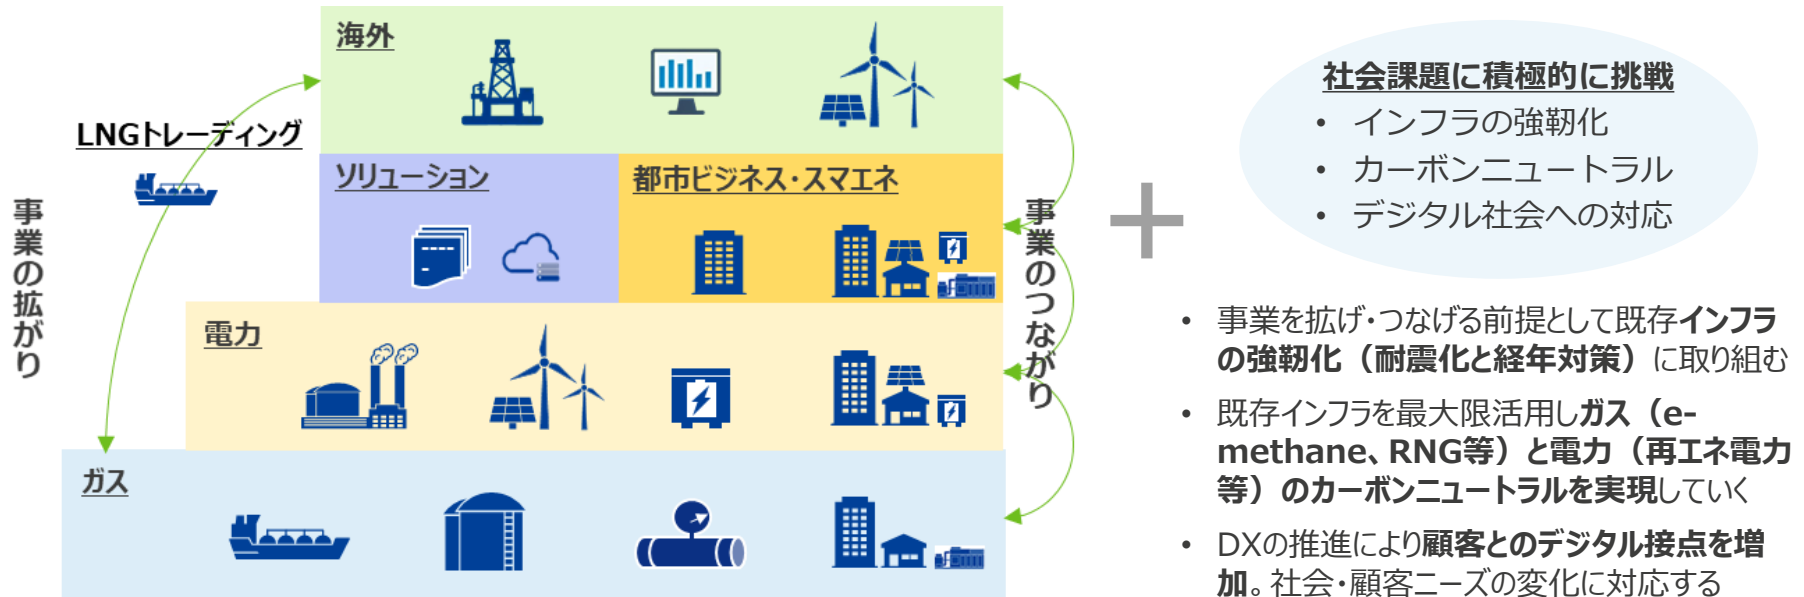 海外
LNGトレーディング
ソリューション
都市ビジネス・スマエネ
事業の拡がり
事業のつながり
電力
ガス
社会課題に積極的に挑戦
• インフラの強靭化
• カーボンニュートラル
• デジタル社会への対応
• 事業を拡げ・つなげる前提として既存インフラ
の強靭化（耐震化と経年対策）に取り組む
• 既存インフラを最大限活用しガス（e-
methane、RNG等）と電力（再エネ電力
等）のカーボンニュートラルを実現していく
• DXの推進により顧客とのデジタル接点を増
加。社会・顧客ニーズの変化に対応する